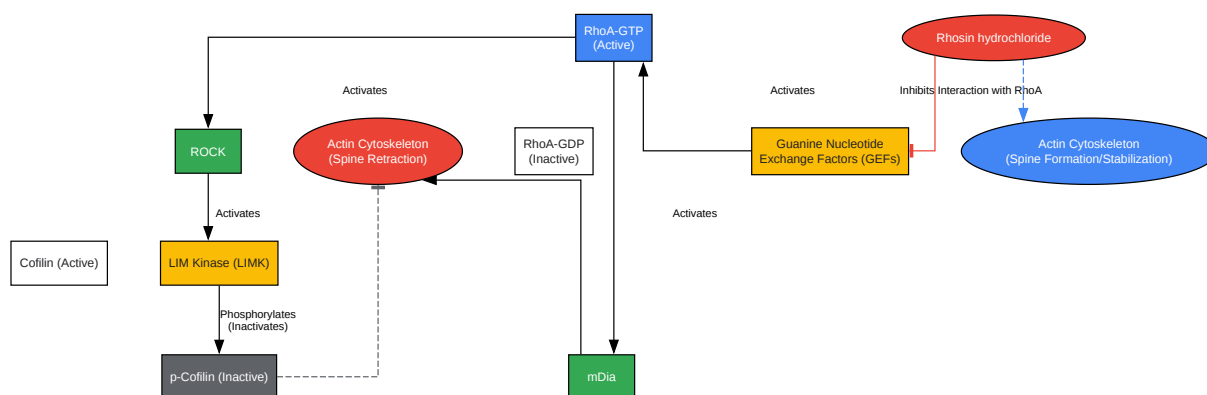 RhoA-GTP
(Active)
Rhosin hydrochloride
Activates
Activates
Inhibits Interaction with RhoA
ROCK
Actin Cytoskeleton
(Spine Retraction)
RhoA-GDP
(Inactive)
Guanine Nucleotide
Exchange Factors (GEFs)
Actin Cytoskeleton
(Spine Formation/Stabilization)
Activates
Activates
Cofilin (Active)
LIM Kinase (LIMK)
Phosphorylates
(Inactivates)
p-Cofilin (Inactive)
mDia